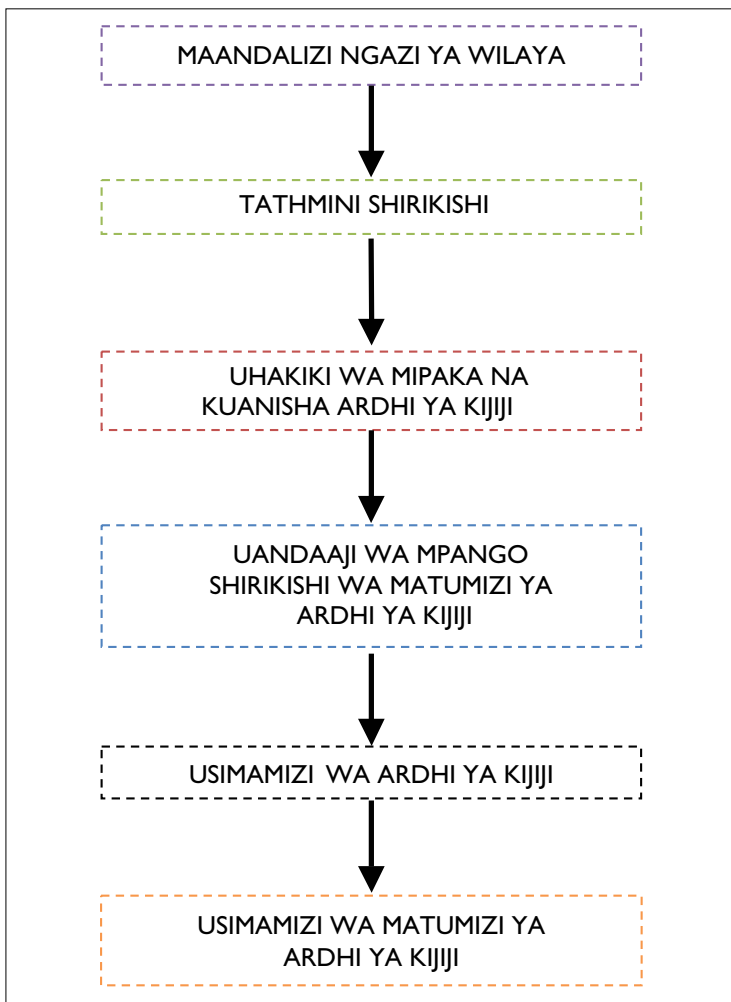 MAANDALIZI NGAZI YA WILAYA
TATHMINI SHIRIKISHI
UHAKIKI WA MIPAKA NA
KUANISHA ARDHI YA KIJIJI
UANDAAJI WA MPANGO
SHIRIKISHI WA MATUMIZI YA
ARDHI YA KIJIJI
USIMAMIZI WA ARDHI YA KIJIJI
USIMAMIZI WA MATUMIZI YA
ARDHI YA KIJIJI